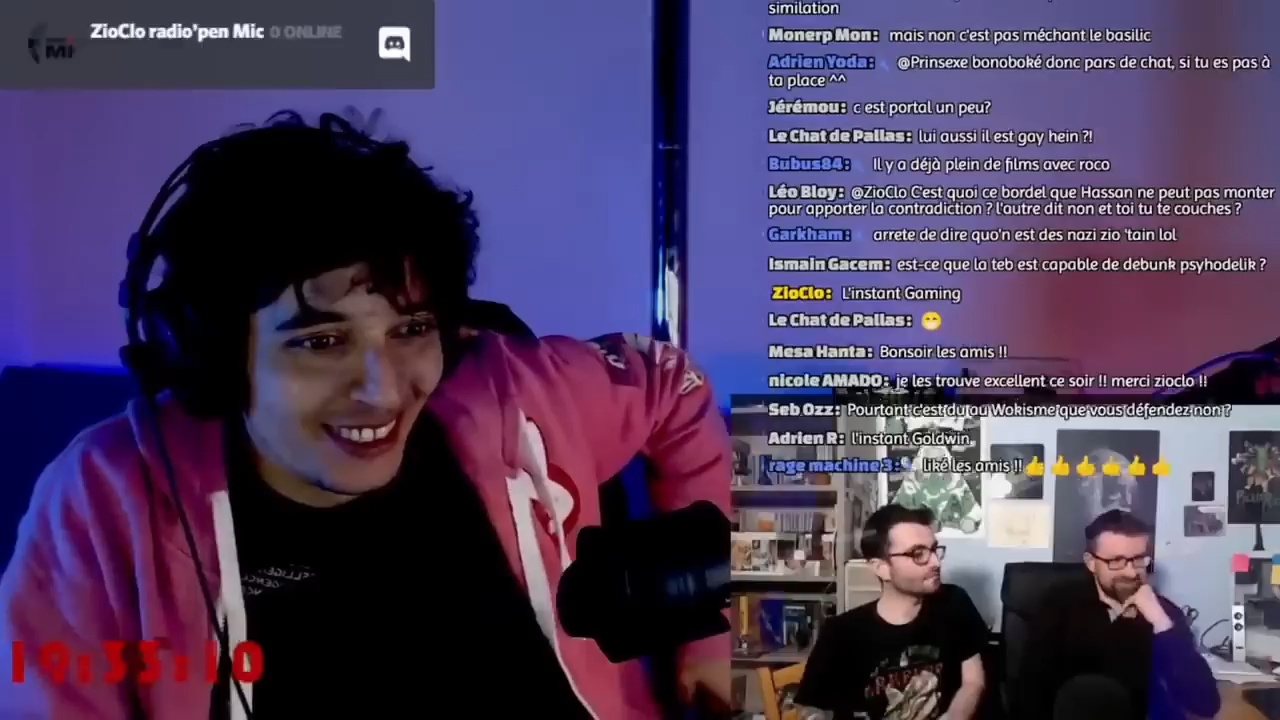 ZioClo radio'pen Mic 0 ONLINE
MI
similation
Monerp Mon: mais non c'est pas méchant le basilic
Adrien Yoda: @Prinsexe bonoboké donc pars de chat, si tu es pas à
ta place ^^
Jérémou: c est portal un peu?
Le Chat de Pallas: lui aussi il est gay hein ?!
Bubus84: Il y a déjà plein de films avec roco
Léo Bloy: @ZioClo C'est quoi ce bordel que Hassan ne peut pas monter
pour apporter la contradiction ? l'autre dit non et toi tu te couches ?
Garkham: arrete de dire quo'n est des nazi zio 'tain lol
Ismain Gacem: est-ce que la teb est capable de debunk psyhodelik ?
ZioClo: L'instant Gaming
Le Chat de Pallas: 😁
Mesa Hanta: Bonsoir les amis !!
nicole AMADO: je les trouve excellent ce soir !! merci zioclo !!
Seb Ozz: Pourtant c'est du au Wokisme que vous défendez non ?
Adrien R: l'instant Goldwin
rage machine 3: liké les amis !! 👍👍👍👍👍👍
19:33:10